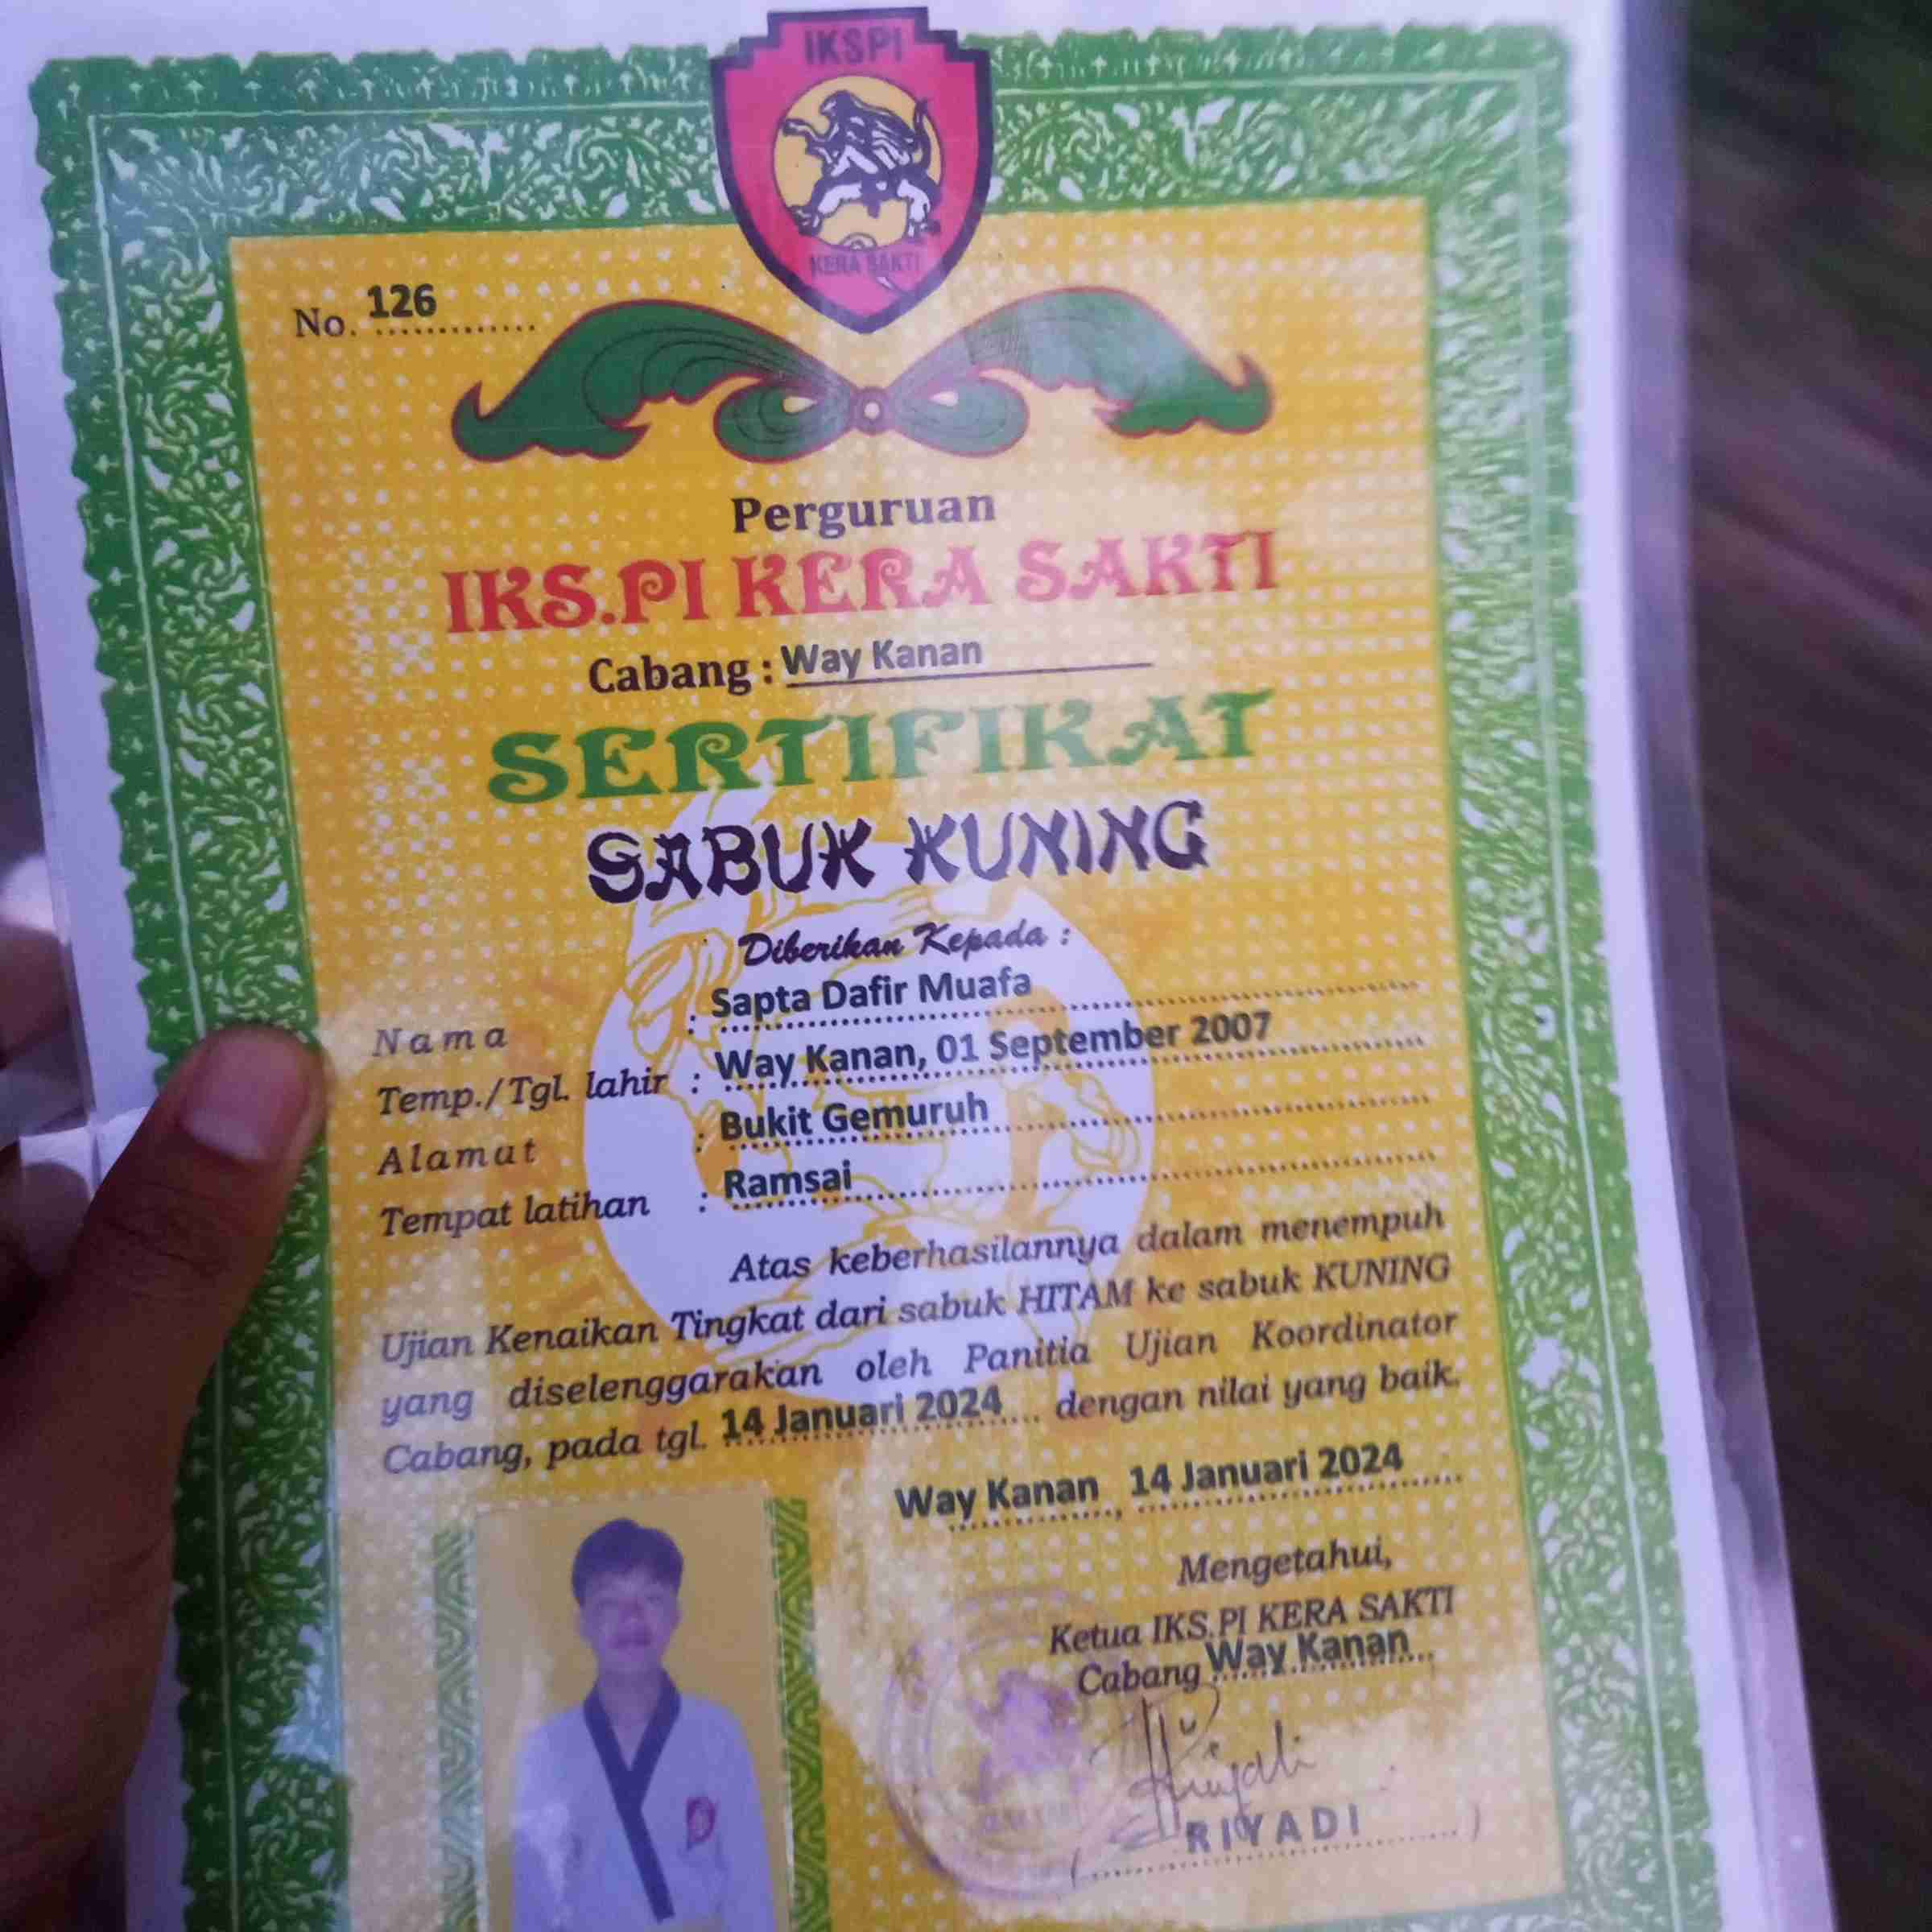 IKSPI
KERA SAKTI
No. 126
Perguruan
IKS.PI KERA SAKTI
Cabang : Way Kanan
SERTIFIKAT
SABUK KUNING
Diberikan Kepada :
Nama : Sapta Dafir Muafa
Temp./Tgl. lahir : Way Kanan, 01 September 2007
Alamat : Bukit Gemuruh
Tempat latihan : Ramsai
Atas keberhasilannya dalam menempuh
Ujian Kenaikan Tingkat dari sabuk HITAM ke sabuk KUNING
yang diselenggarakan oleh Panitia Ujian Koordinator
Cabang, pada tgl. 14 Januari 2024 dengan nilai yang baik.
Way Kanan, 14 Januari 2024
Mengetahui,
Ketua IKS.PI KERA SAKTI
Cabang Way Kanan
(RIYADI)